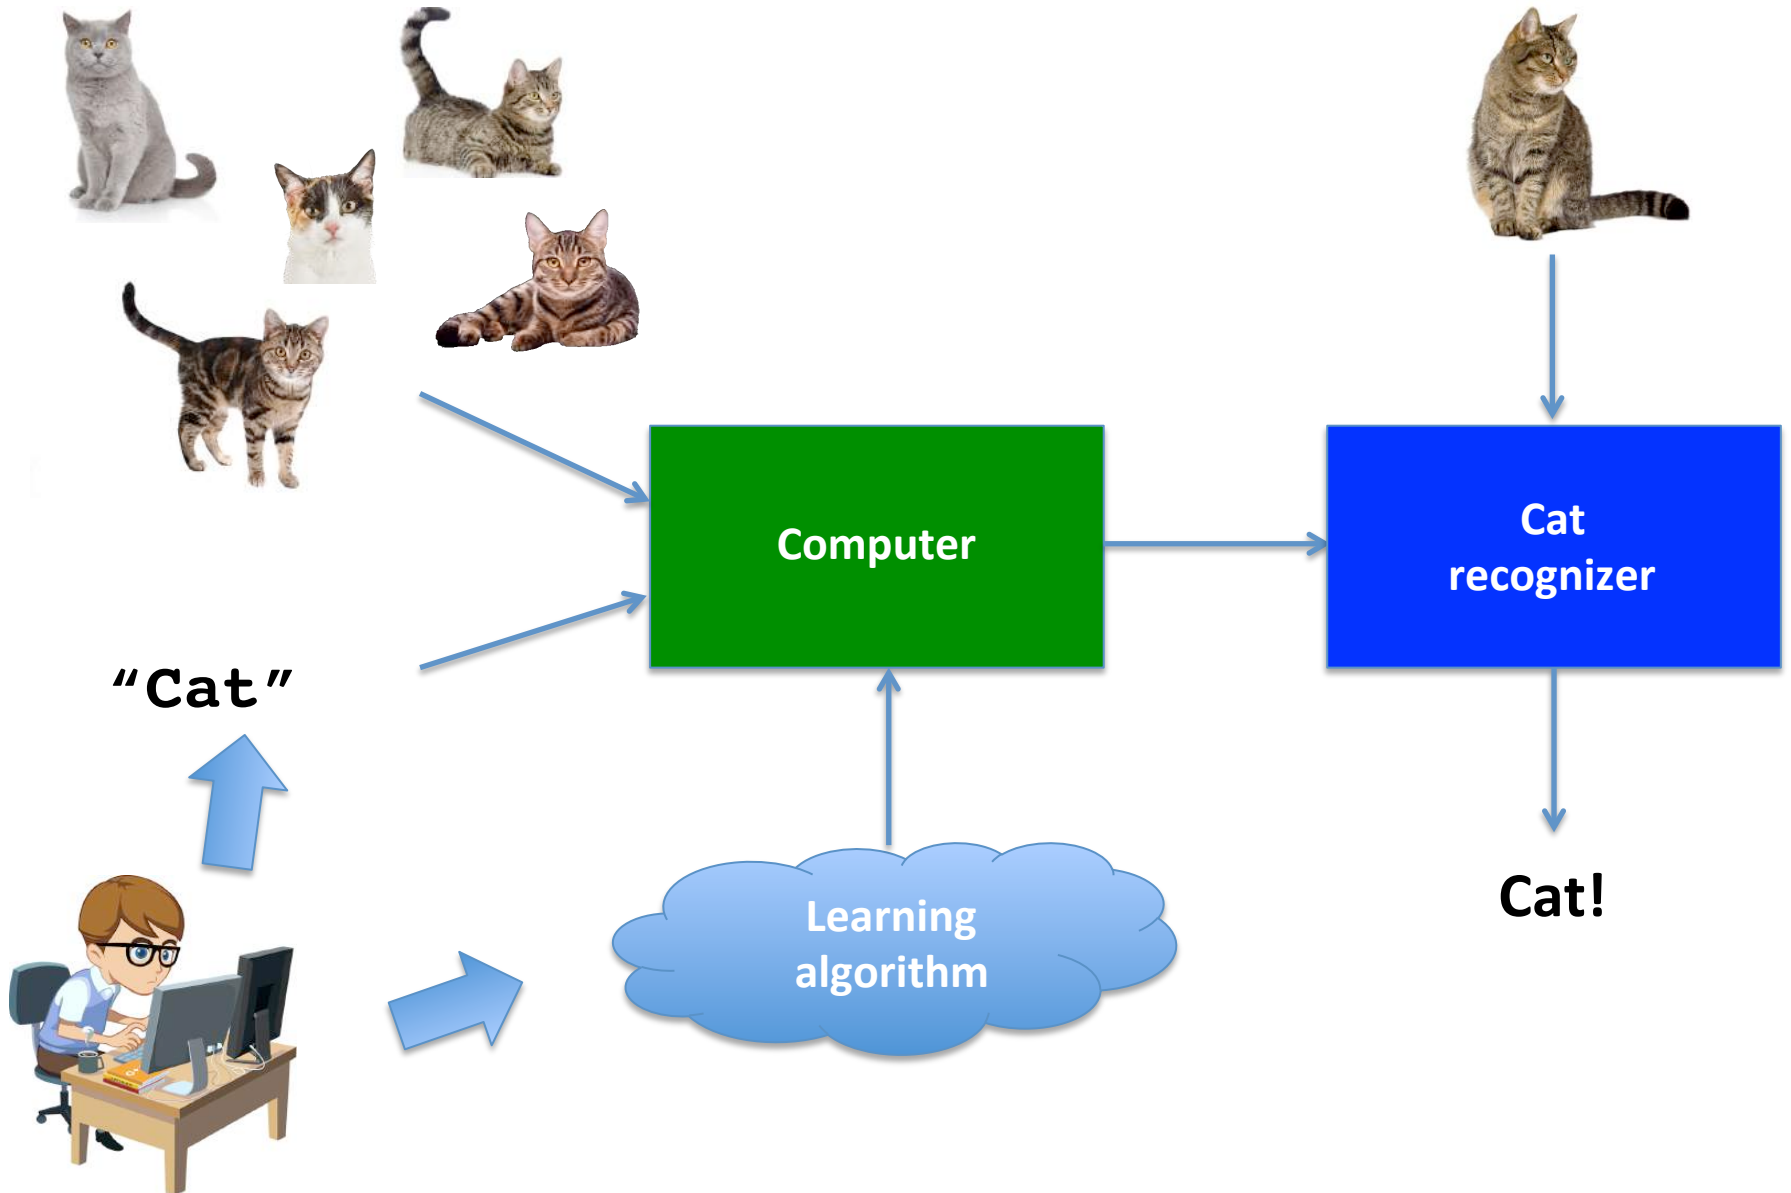 Computer
Cat
recognizer
“Cat”
Learning
algorithm
Cat!